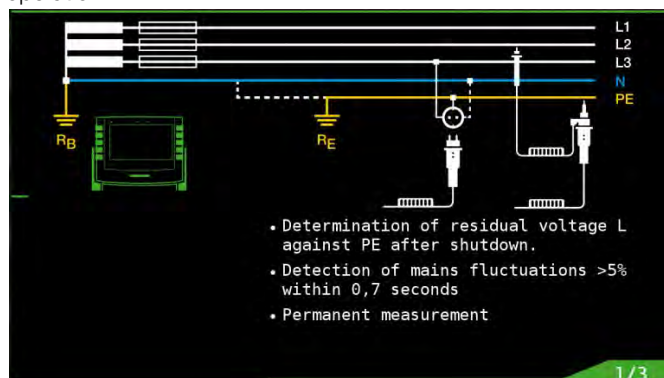 L1
L2
L3
N
PE
RB
RE
• Determination of residual voltage L
against PE after shutdown.
• Detection of mains fluctuations >5%
within 0,7 seconds
• Permanent measurement
1/3